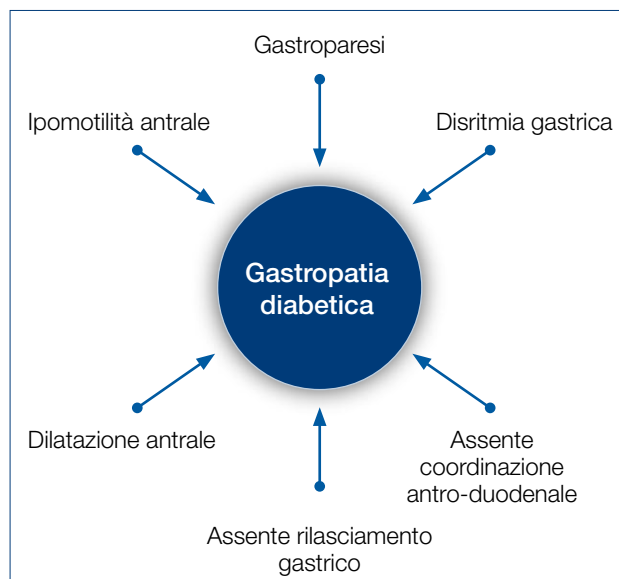 Gastroparesi
Ipomotilità antrale
Disritmia gastrica
Gastropatia
diabetica
Dilatazione antrale
Assente
coordinazione
antro-duodenale
Assente rilasciamento
gastrico